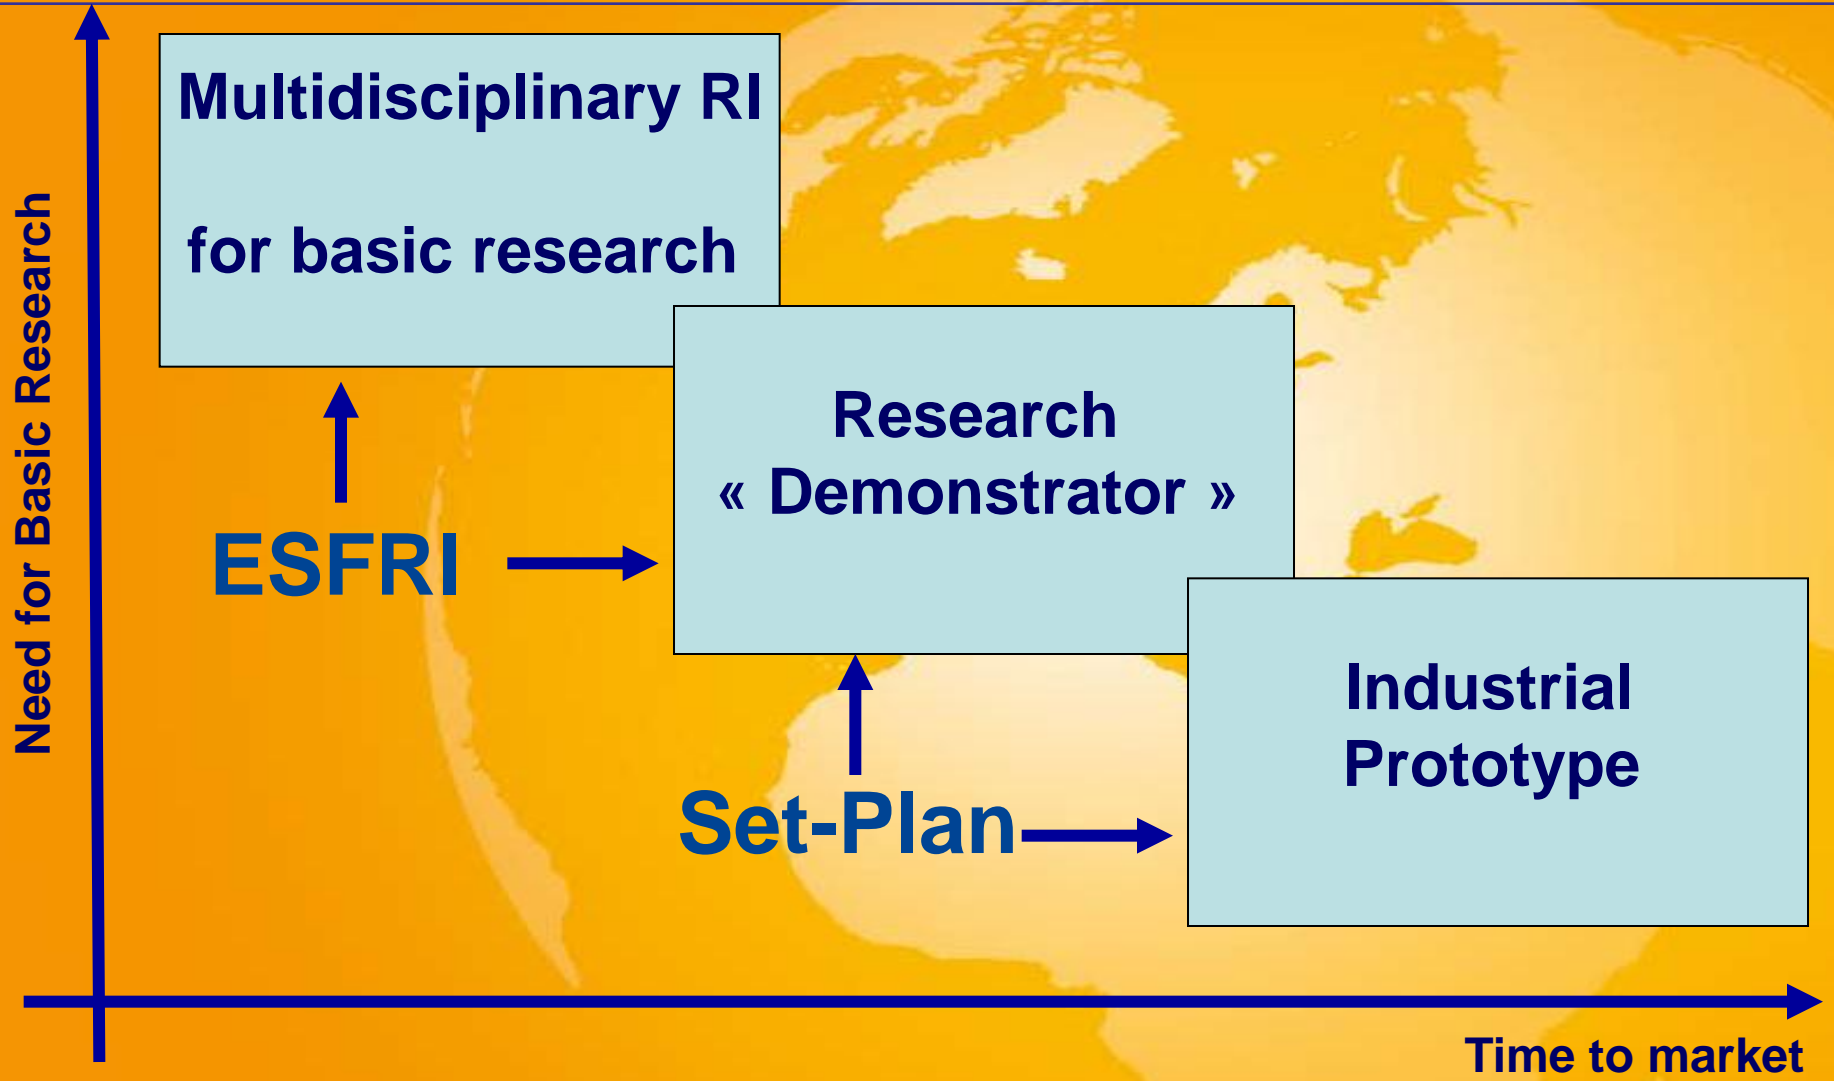 Need for Basic Research
Multidisciplinary RI
for basic research
Research
« Demonstrator »
ESFRI
Industrial
Prototype
Set-Plan
Time to market